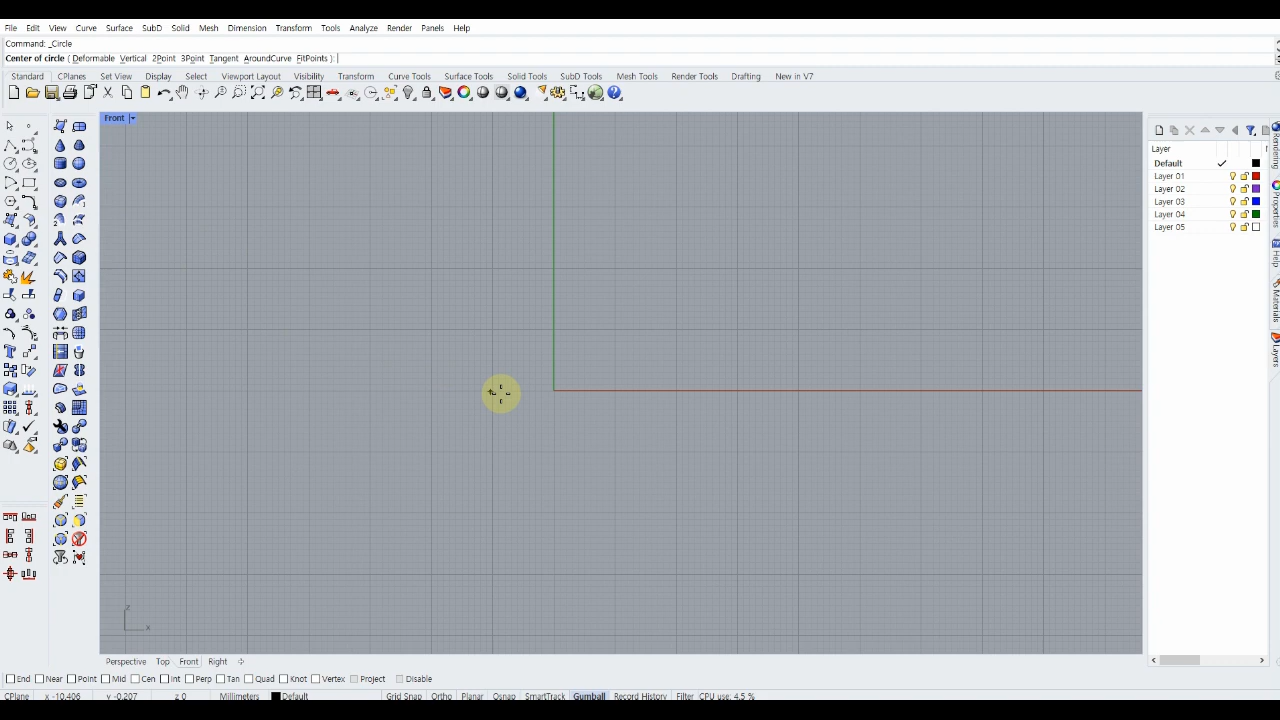 File Edit View Curve Surface SubD Solid Mesh Dimension Transform Tools Analyze Render Panels Help
Command: _Circle
Center of circle ( Deformable Vertical 2Point 3Point Tangent AroundCurve FitPoints ):
Standard CPlanes Set View Display Select Viewport Layout Visibility Transform Curve Tools Surface Tools Solid Tools SubD Tools Mesh Tools Render Tools Drafting New in V7
Front
Layer
Default
Layer 01
Layer 02
Layer 03
Layer 04
Layer 05
Rendering
Properties
Help
Materials
Layers
z
x
Perspective Top Front Right
End Near Point Mid Cen Int Perp Tan Quad Knot Vertex Project Disable
CPlane x -10.406 y -0.207 z 0 Millimeters Default Grid Snap Ortho Planar Osnap SmartTrack Gumball Record History Filter CPU use: 4.5 %